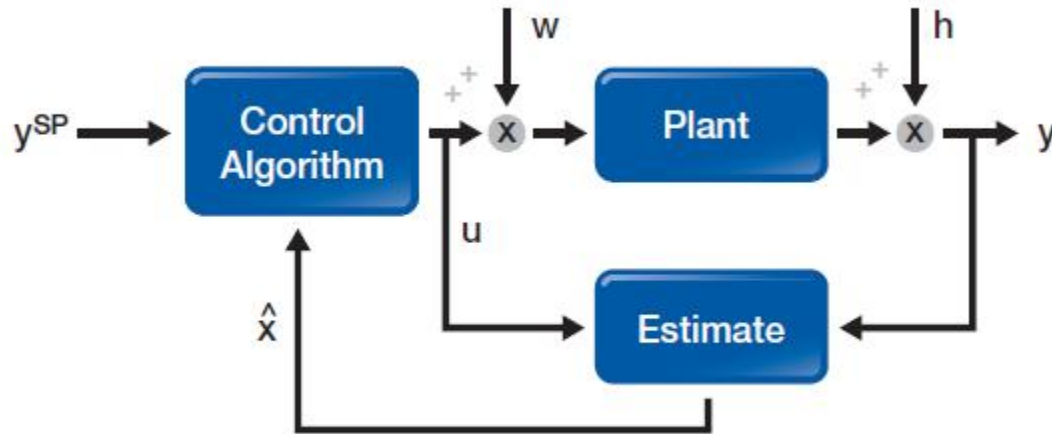 w
h
+ +
+ +
y^SP
Control
Algorithm
x
Plant
x
y
u
x̂
Estimate